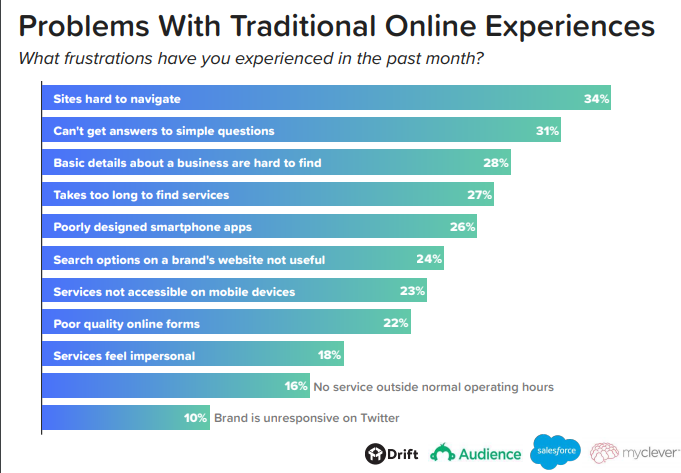 Problems With Traditional Online Experiences
What frustrations have you experienced in the past month?
Sites hard to navigate 34%
Can't get answers to simple questions 31%
Basic details about a business are hard to find 28%
Takes too long to find services 27%
Poorly designed smartphone apps 26%
Search options on a brand's website not useful 24%
Services not accessible on mobile devices 23%
Poor quality online forms 22%
Services feel impersonal 18%
16% No service outside normal operating hours
10% Brand is unresponsive on Twitter
Drift Audience salesforce myclever